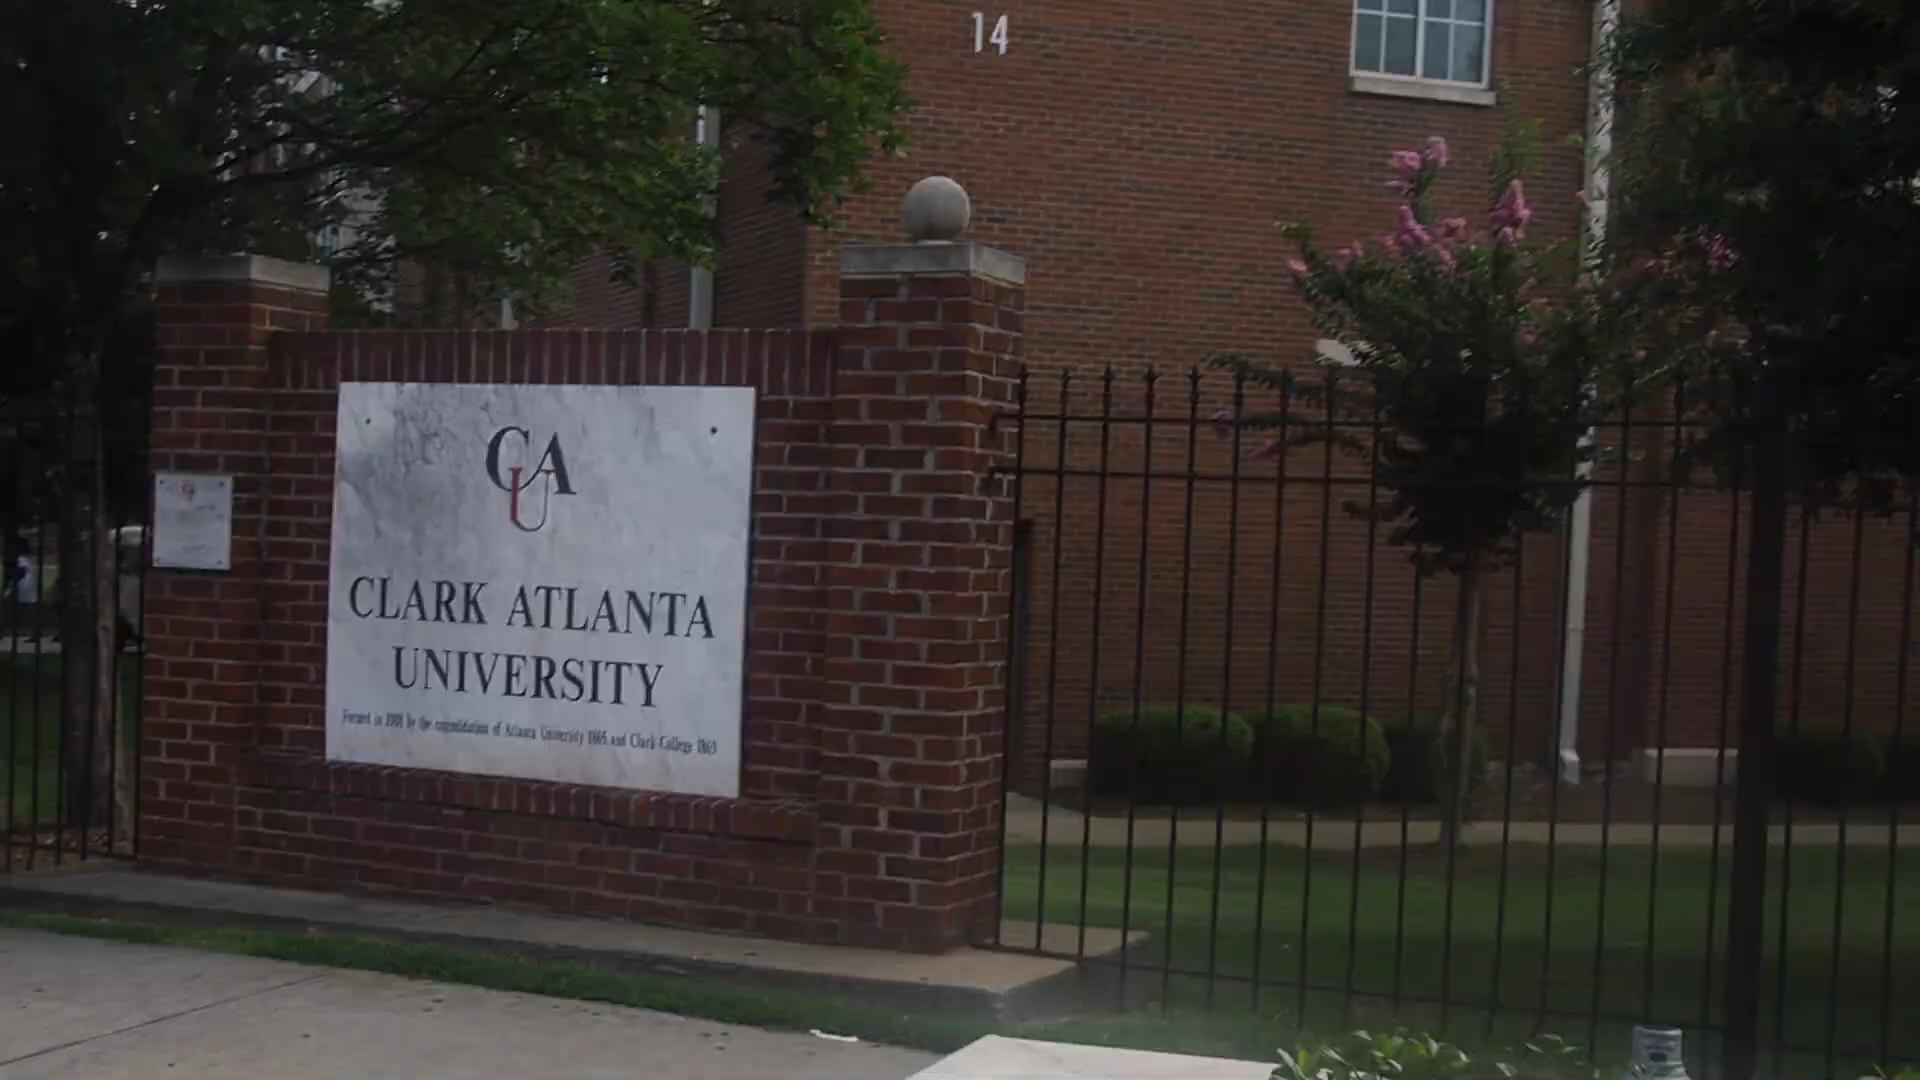 14
CAU
CLARK ATLANTA
UNIVERSITY
Formed in 1988 by the consolidation of Atlanta University 1865 and Clark College 1869